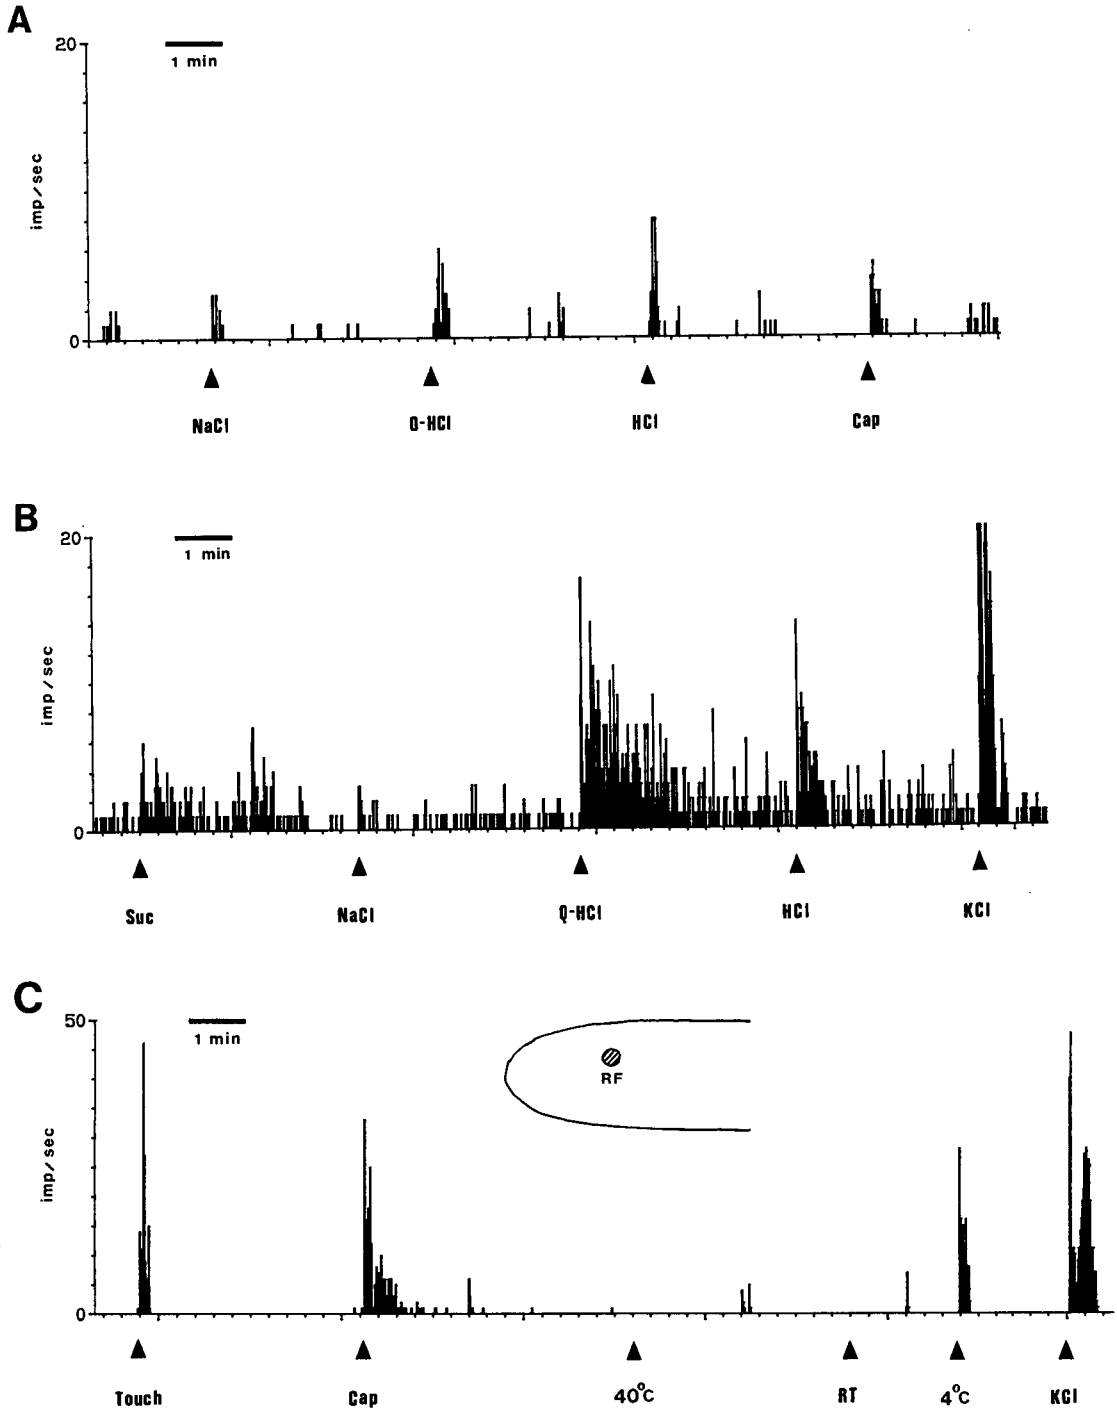 A
20
1 min
imp/sec
0
NaCl
Q-HCl
HCl
Cap
B
20
1 min
imp/sec
0
Suc
NaCl
Q-HCl
HCl
KCl
C
50
1 min
RF
imp/sec
0
Touch
Cap
40°C
RT
4°C
KCl